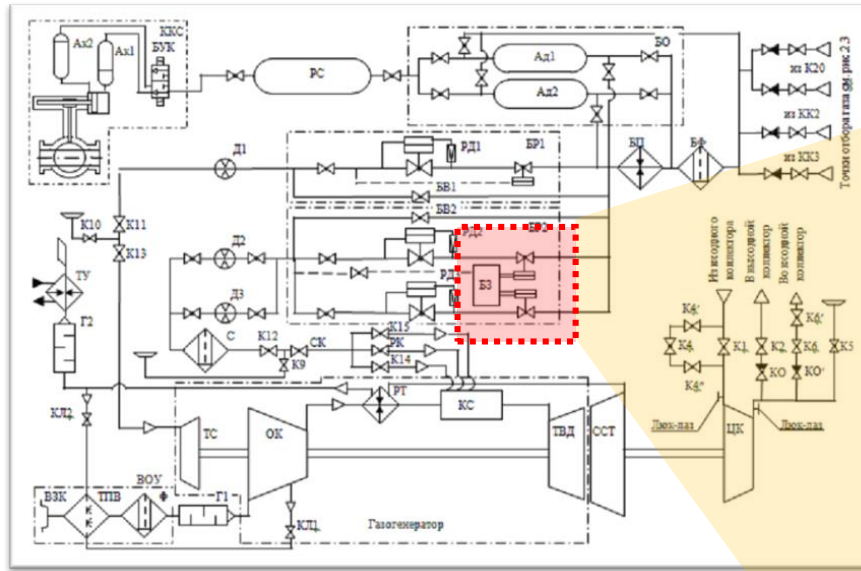 ККС
Ах2
Ах1
БУК
РС
Ад1
БО
Ад2
из К20
из КК2
из КК3
Точки отбора газа
рис 2.3
Д1
РД1
БР1
БП
БФ
БВ1
БВ2
К10
К11
К13
Д2
РД2
БР2
РД3
БЗ
Д3
ТУ
Г2
С
К12
СК
К15
РК
К14
К9
Из входного
коллектора
В выходной
коллектор
Во входной
коллектор
К4'
К4
К4"
К1
К2
К6'
К6
К5
КО
КО'
КЛ2
РТ
КС
ТС
ОК
ТВД
ССТ
ЦК
Люк-лаз
Люк-лаз
ВЗК
ТПВ
ВОУ
Ф
Г1
КЛ1
Газогенератор